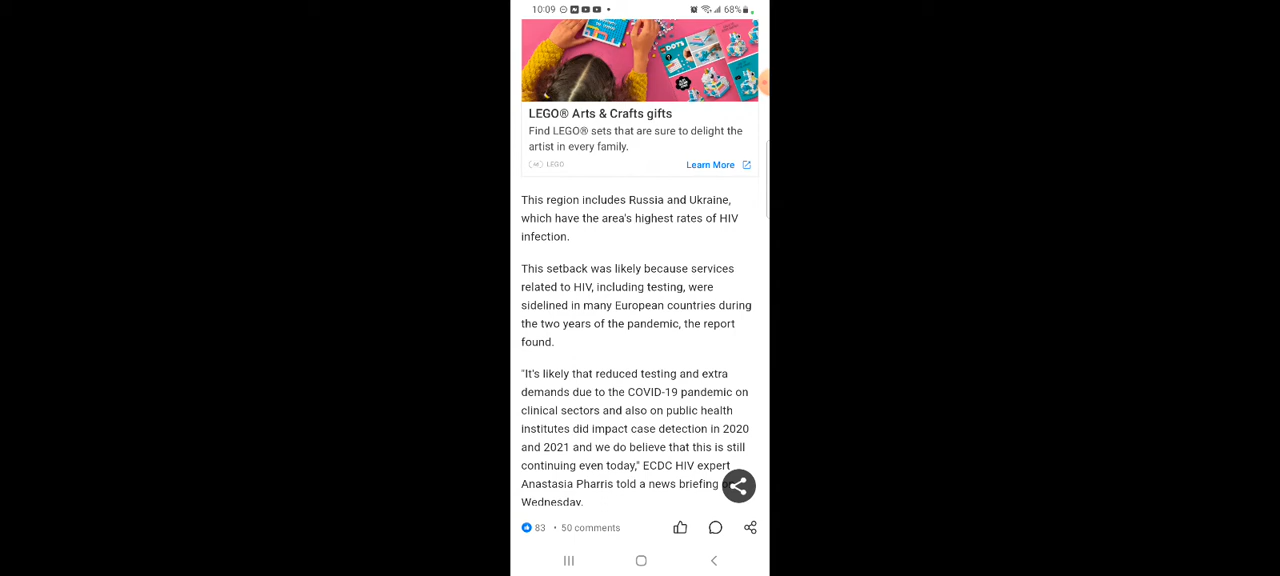 10:09
68%
DOTS
LEGO® Arts & Crafts gifts
Find LEGO® sets that are sure to delight the
artist in every family.
Ad LEGO
Learn More
This region includes Russia and Ukraine,
which have the area's highest rates of HIV
infection.
This setback was likely because services
related to HIV, including testing, were
sidelined in many European countries during
the two years of the pandemic, the report
found.
"It's likely that reduced testing and extra
demands due to the COVID-19 pandemic on
clinical sectors and also on public health
institutes did impact case detection in 2020
and 2021 and we do believe that this is still
continuing even today," ECDC HIV expert
Anastasia Pharris told a news briefing
Wednesday.
83 • 50 comments